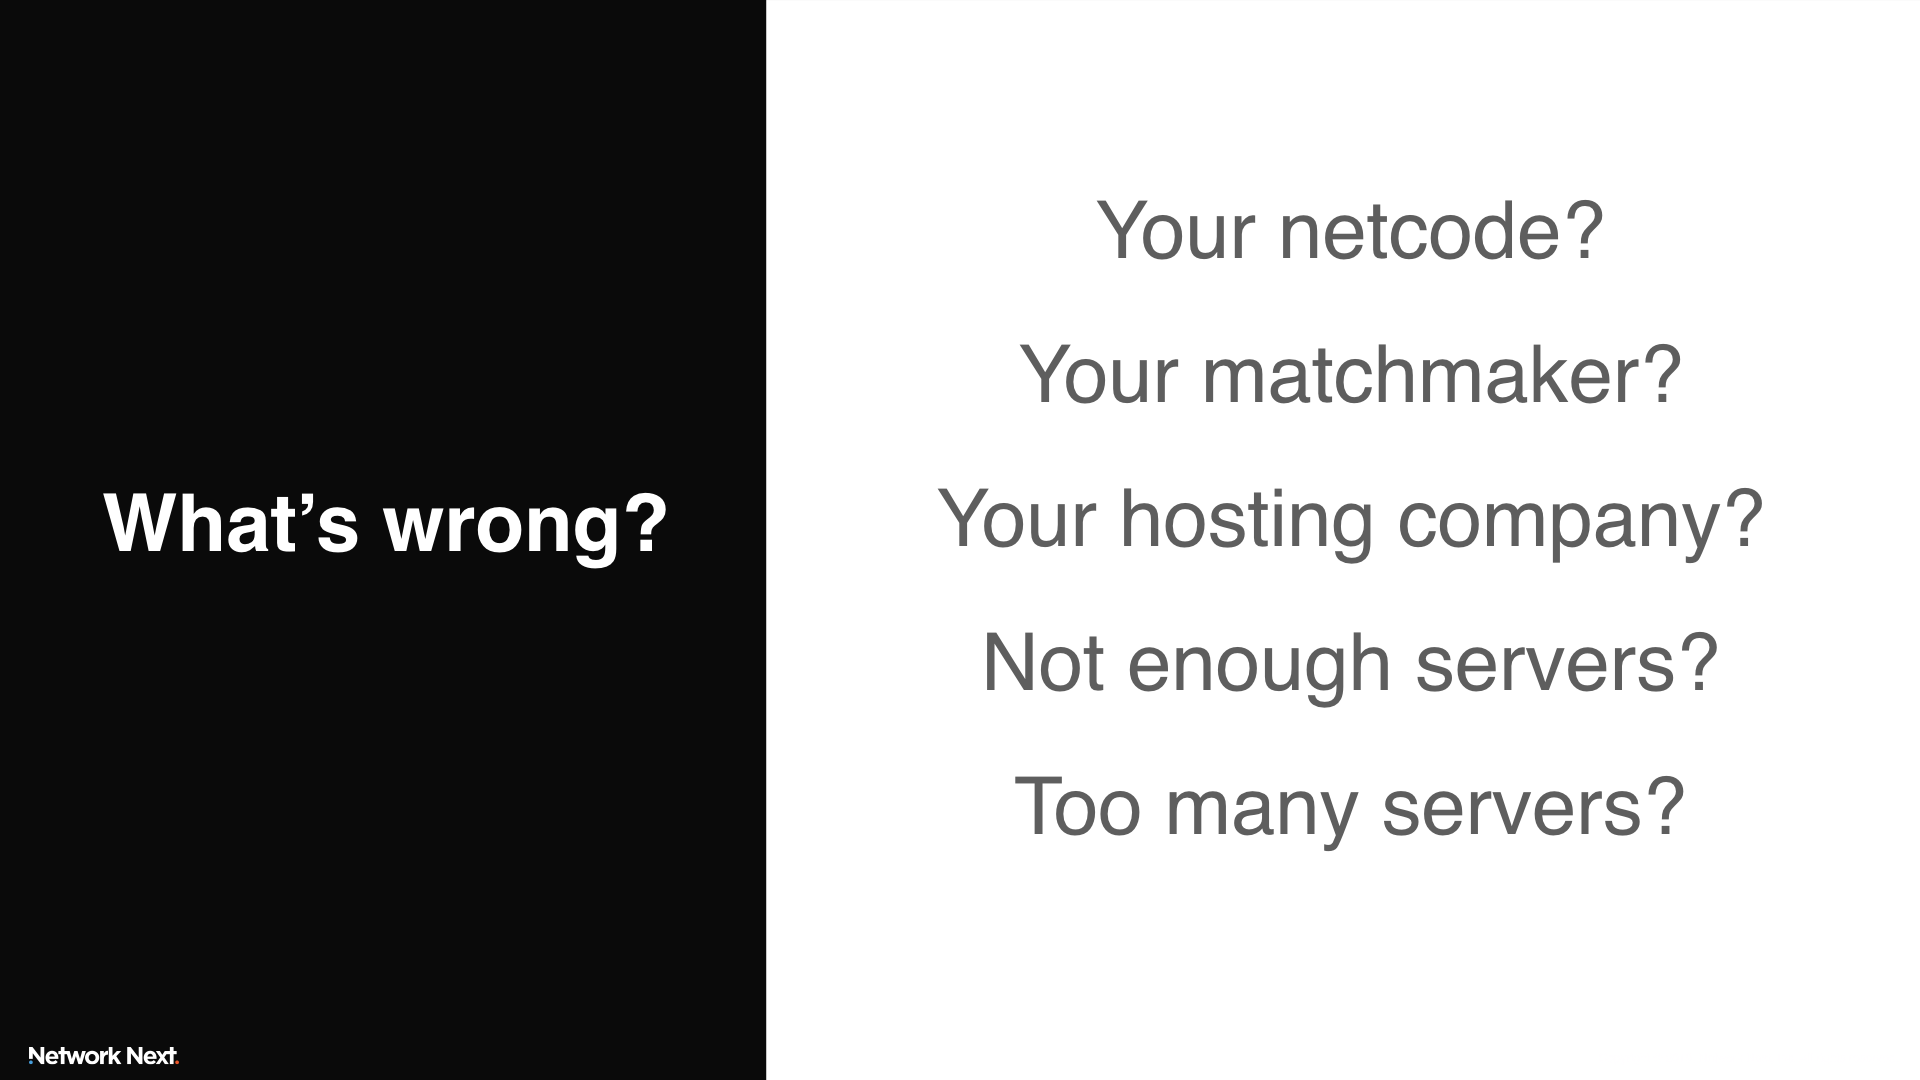 What’s wrong?
Your netcode?
Your matchmaker?
Your hosting company?
Not enough servers?
Too many servers?
Network Next.